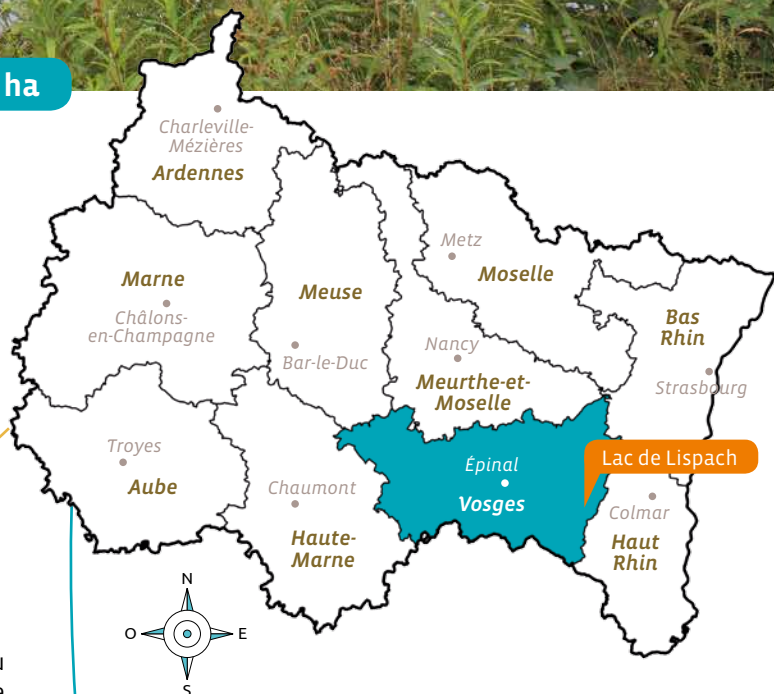 ha
Charleville-
Mézières
Ardennes
Metz
Moselle
Marne
Meuse
Châlons-
en-Champagne
Bas
Rhin
Nancy
Bar-le-Duc
Meurthe-et-
Moselle
Strasbourg
Troyes
Aube
Épinal
Vosges
Lac de Lispach
Chaumont
Haute-
Marne
Colmar
Haut
Rhin
N
O
E
S